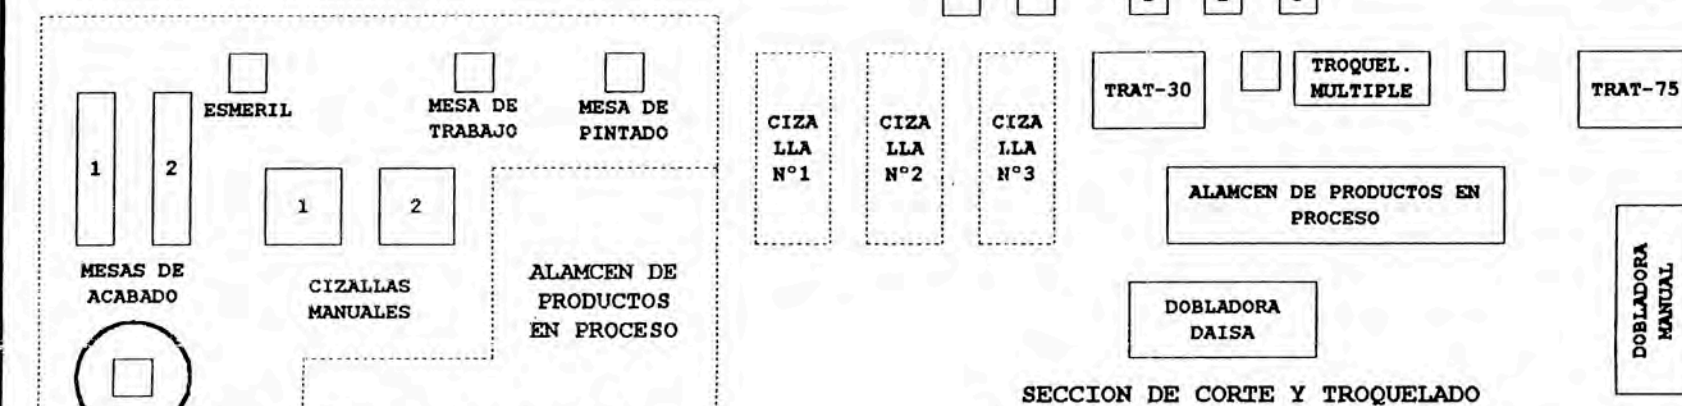 ESMERIL
MESA DE
TRABAJO
MESA DE
PINTADO
1
2
1
2
MESAS DE
ACABADO
CIZALLAS
MANUALES
ALAMCEN DE
PRODUCTOS
EN PROCESO
CIZA
LLA
N°1
CIZA
LLA
N°2
CIZA
LLA
N°3
TRAT-30
TROQUEL.
MULTIPLE
TRAT-75
ALAMCEN DE PRODUCTOS EN
PROCESO
DOBLADORA
DAISA
DOBLADORA
MANUAL
SECCION DE CORTE Y TROQUELADO